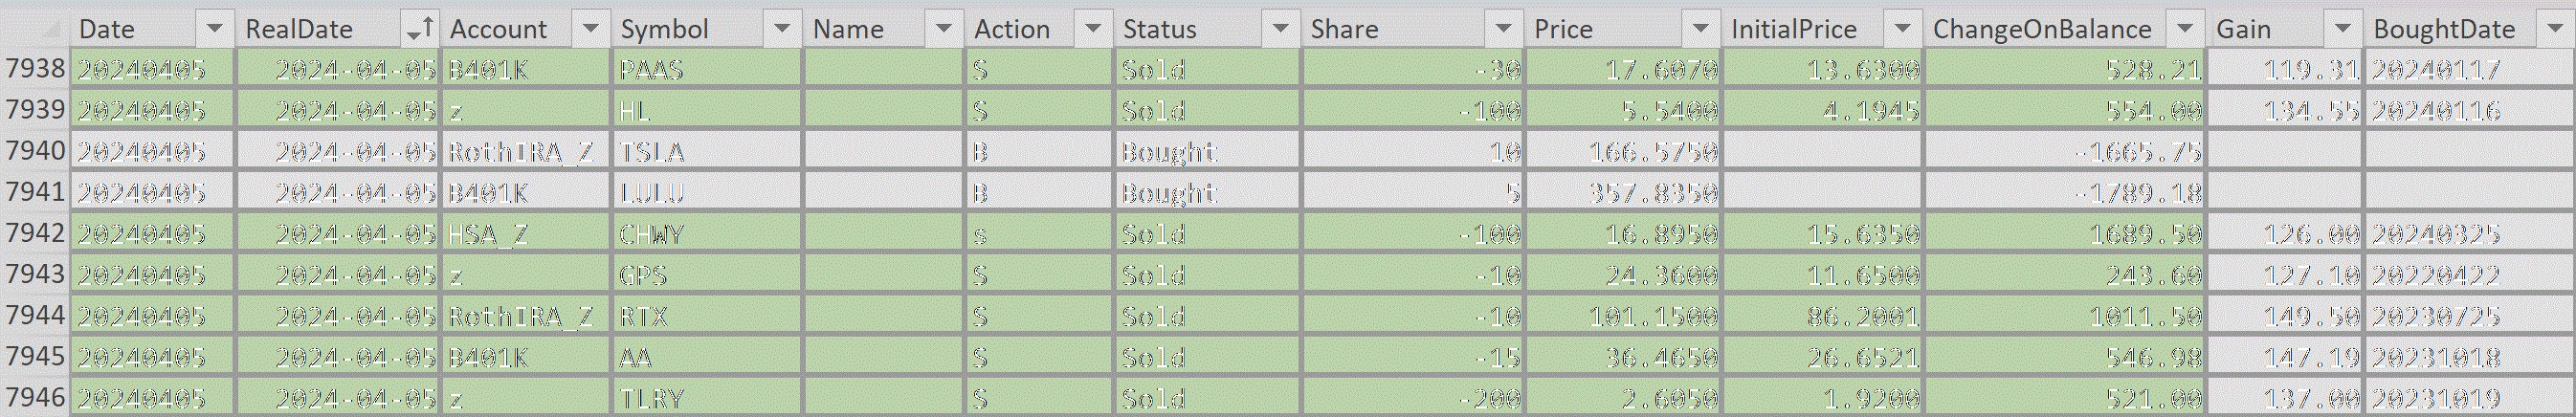 Date RealDate Account Symbol Name Action Status Share Price InitialPrice ChangeOnBalance Gain BoughtDate
7938 20240405 2024-04-05 B401K PAAS S Sold -30 17.6070 13.6300 528.21 119.31 20240117
7939 20240405 2024-04-05 z HL S Sold -100 5.5400 4.1945 554.00 134.55 20240116
7940 20240405 2024-04-05 RothIRA_Z TSLA B Bought 10 166.5750 -1665.75
7941 20240405 2024-04-05 B401K LULU B Bought 5 357.8350 -1789.18
7942 20240405 2024-04-05 HSA_Z CHWY s Sold -100 16.8950 15.6350 1689.50 126.00 20240325
7943 20240405 2024-04-05 z GPS S Sold -10 24.3600 11.6500 243.60 127.10 20220422
7944 20240405 2024-04-05 RothIRA_Z RTX S Sold -10 101.1500 86.2001 1011.50 149.50 20230725
7945 20240405 2024-04-05 B401K AA S Sold -15 36.4650 26.6521 546.98 147.19 20231018
7946 20240405 2024-04-05 z TLRY S Sold -200 2.6050 1.9200 521.00 137.00 20231019